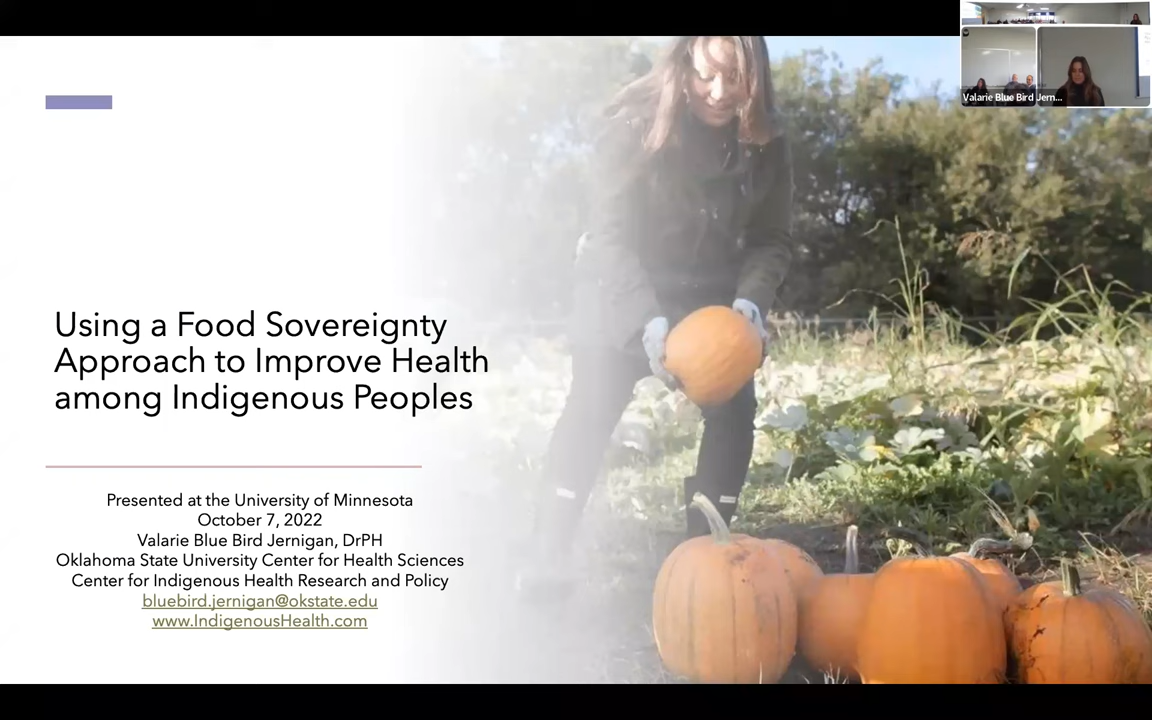 Valarie Blue Bird Jern...
Using a Food Sovereignty
Approach to Improve Health
among Indigenous Peoples
Presented at the University of Minnesota
October 7, 2022
Valarie Blue Bird Jernigan, DrPH
Oklahoma State University Center for Health Sciences
Center for Indigenous Health Research and Policy
bluebird.jernigan@okstate.edu
www.IndigenousHealth.com